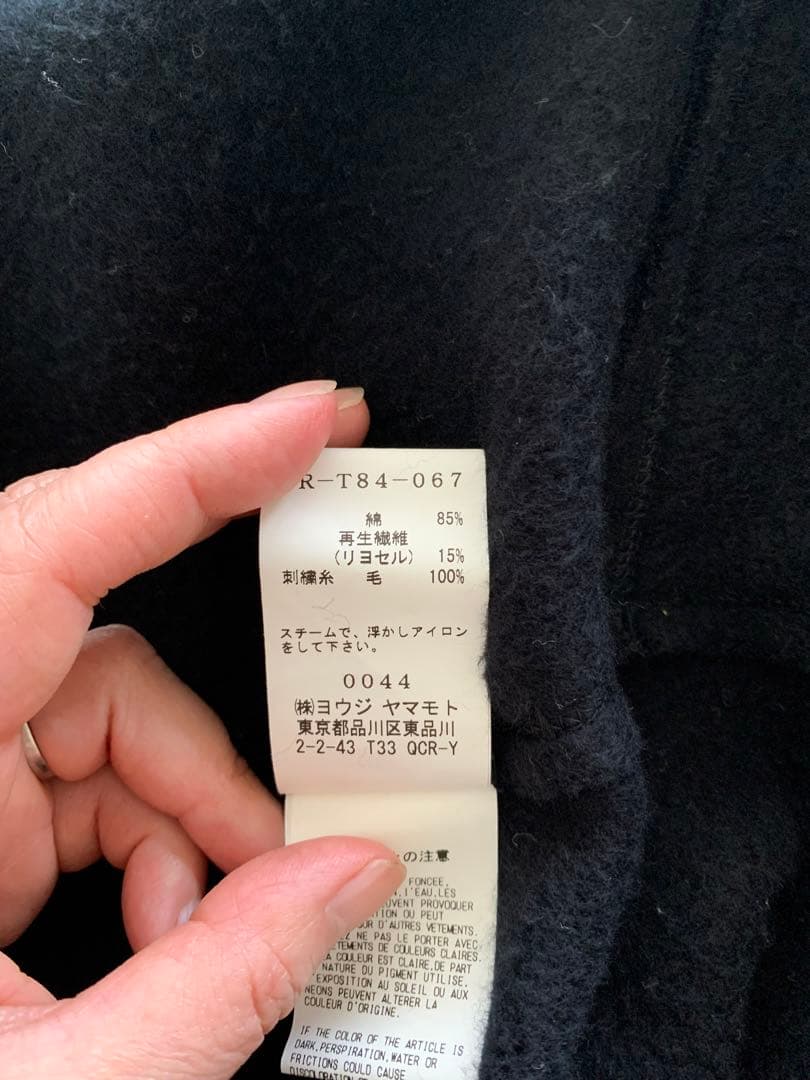 R-T84-067
綿 85%
再生繊維
(リヨセル) 15%
刺繍糸 毛 100%
スチームで、浮かしアイロン
をして下さい。
0044
㈱ヨウジ ヤマモト
東京都品川区東品川
2-2-43 T33 QCR-Y
の注意
FONCEE,
L'EAU,LES
PROVOQUER
OU PEUT
D'AUTRES VETEMENTS.
NE PAS LE PORTER AVEC
VETEMENTS DE COULEURS CLAIRES.
LA COULEUR EST CLAIRE,DE PART
NATURE DU PIGMENT UTILISE,
L'EXPOSITION AU SOLEIL OU AUX
NEONS PEUVENT ALTERER LA
COULEUR D'ORIGINE.
IF THE COLOR OF THE ARTICLE IS
DARK,PERSPIRATION,WATER OR
FRICTIONS COULD CAUSE